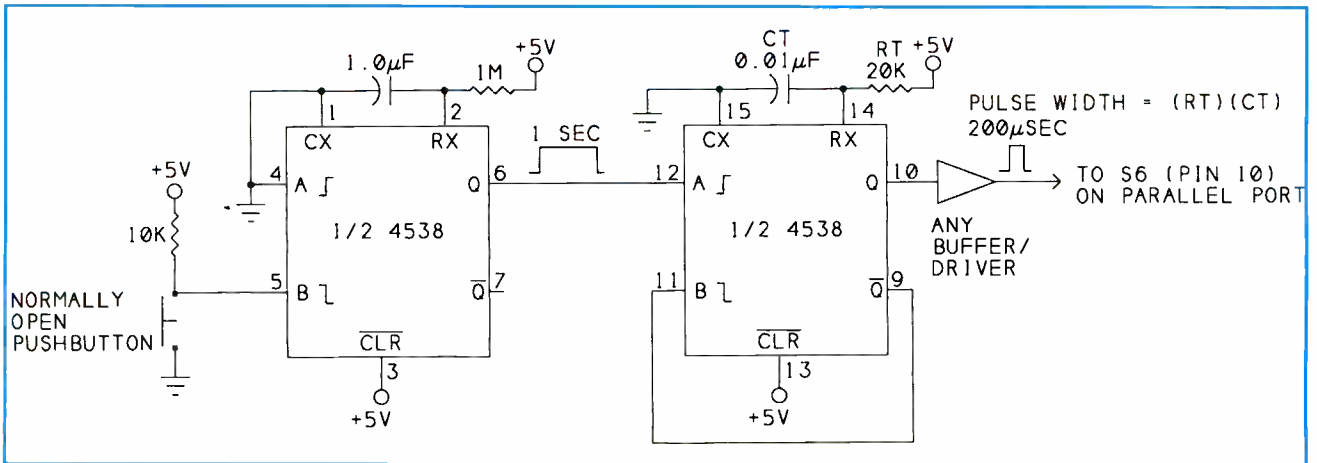 +5V
1.0µF
1M
1
2
CX
RX
4
A
6
Q
1 SEC
+5V
10K
1/2 4538
5
B
7
Q̅
NORMALLY
OPEN
PUSHBUTTON
C̅L̅R̅
3
+5V
CT
0.01µF
RT
20K
+5V
15
14
CX
RX
12
A
10
Q
1/2 4538
11
B
9
Q̅
C̅L̅R̅
13
+5V
PULSE WIDTH = (RT)(CT)
200µSEC
TO S6 (PIN 10)
ON PARALLEL PORT
ANY
BUFFER/
DRIVER